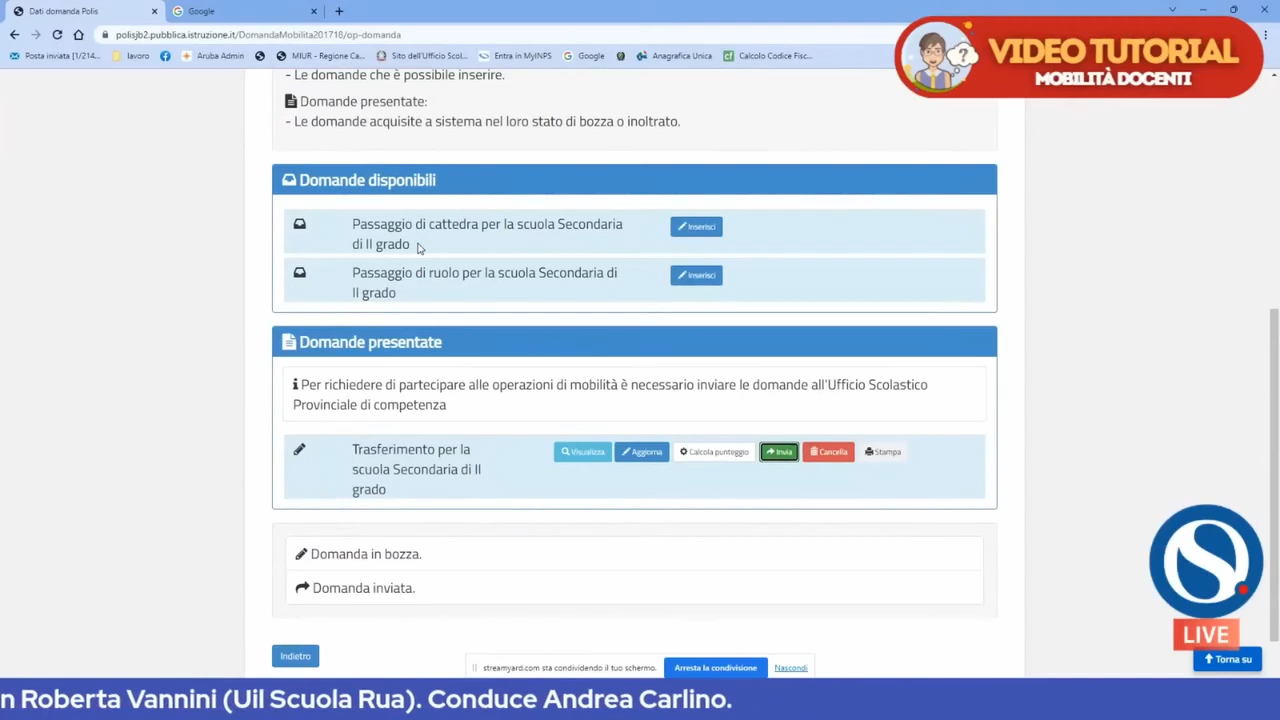 Dati domanda Polis
Google
polisjb2.pubblica.istruzione.it/DomandaMobilita201718/op-domanda
Posta inviata [1/214... lavoro Aruba Admin MIUR - Regione Ca... Sito dell'Ufficio Scol... Entra in MyINPS Google Anagrafica Unica Calcolo Codice Fisc...
VIDEO TUTORIAL
MOBILITÀ DOCENTI
- Le domande che è possibile inserire.
Domande presentate:
- Le domande acquisite a sistema nel loro stato di bozza o inoltrato.
Domande disponibili
Passaggio di cattedra per la scuola Secondaria
di II grado
Inserisci
Passaggio di ruolo per la scuola Secondaria di
II grado
Inserisci
Domande presentate
Per richiedere di partecipare alle operazioni di mobilità è necessario inviare le domande all'Ufficio Scolastico
Provinciale di competenza
Trasferimento per la
scuola Secondaria di II
grado
Visualizza Aggiorna Calcola punteggio Invia Cancella Stampa
Domanda in bozza.
Domanda inviata.
Indietro
streamyard.com sta condividendo il tuo schermo. Arresta la condivisione Nascondi
S
LIVE
Torna su
n Roberta Vannini (Uil Scuola Rua). Conduce Andrea Carlino.